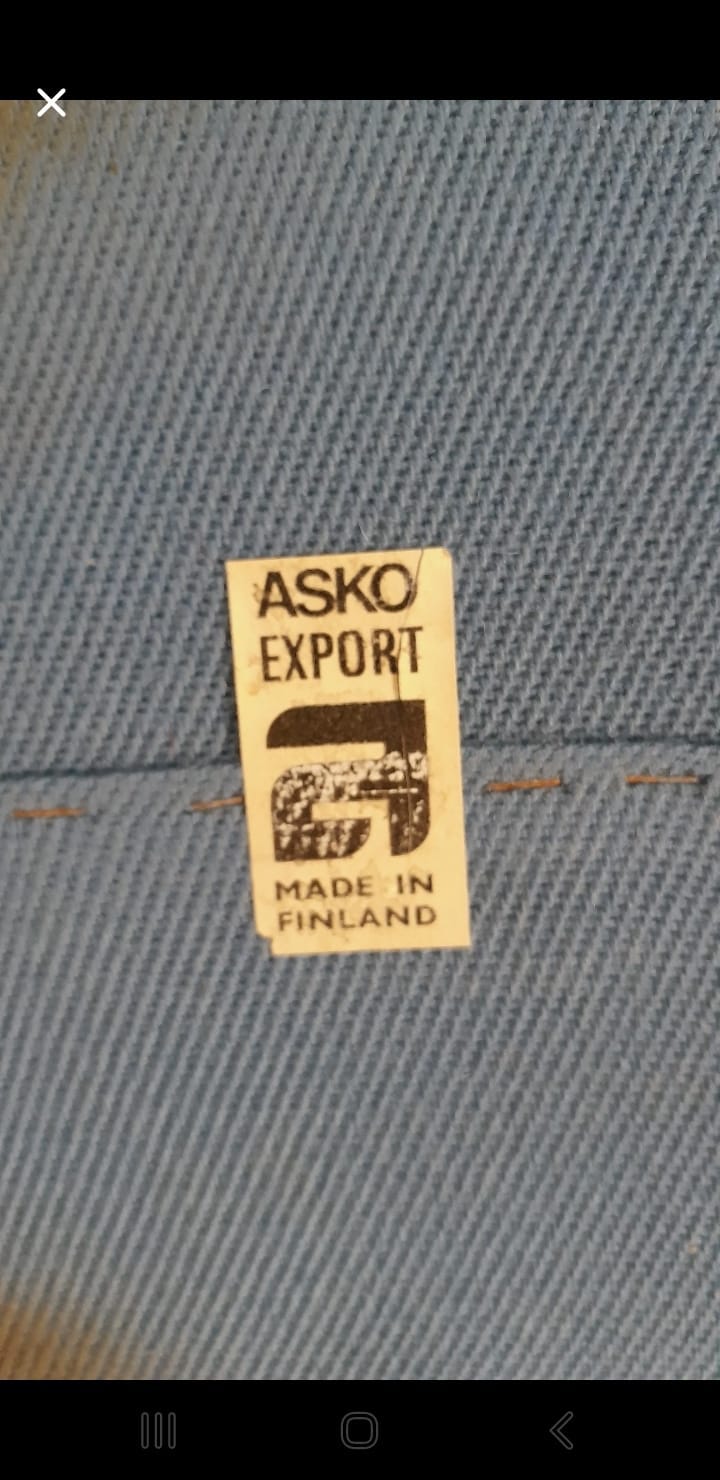 ASKO
EXPORT
MADE IN
FINLAND